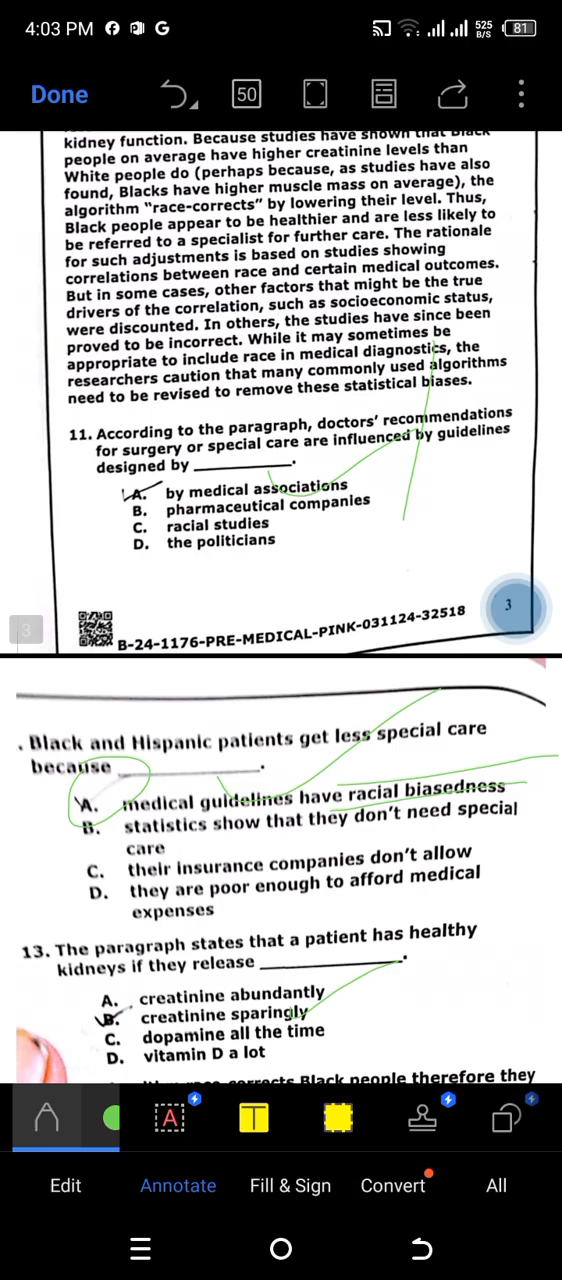 4:03 PM
525 B/S
81
Done
50
kidney function. Because studies have shown that Black
people on average have higher creatinine levels than
White people do (perhaps because, as studies have also
found, Blacks have higher muscle mass on average), the
algorithm “race-corrects” by lowering their level. Thus,
Black people appear to be healthier and are less likely to
be referred to a specialist for further care. The rationale
for such adjustments is based on studies showing
correlations between race and certain medical outcomes.
But in some cases, other factors that might be the true
drivers of the correlation, such as socioeconomic status,
were discounted. In others, the studies have since been
proved to be incorrect. While it may sometimes be
appropriate to include race in medical diagnostics, the
researchers caution that many commonly used algorithms
need to be revised to remove these statistical biases.
11. According to the paragraph, doctors’ recommendations
for surgery or special care are influenced by guidelines
designed by ____________.
A. by medical associations
B. pharmaceutical companies
C. racial studies
D. the politicians
3
3
B-24-1176-PRE-MEDICAL-PINK-031124-32518
. Black and Hispanic patients get less special care
because ________________.
A. medical guidelines have racial biasedness
B. statistics show that they don’t need special
care
C. their insurance companies don’t allow
D. they are poor enough to afford medical
expenses
13. The paragraph states that a patient has healthy
kidneys if they release ________________.
A. creatinine abundantly
B. creatinine sparingly
C. dopamine all the time
D. vitamin D a lot
corrects Black people therefore they
A
T
Edit
Annotate
Fill & Sign
Convert
All